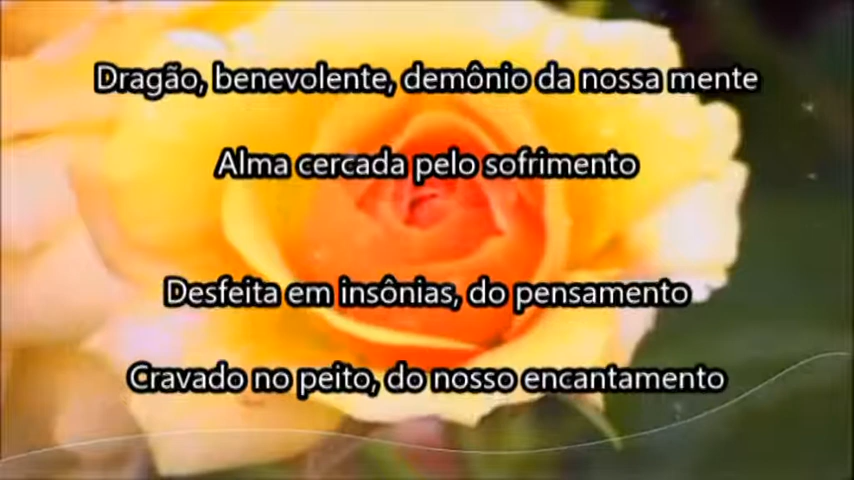 Dragão, benevolente, demônio da nossa mente
Alma cercada pelo sofrimento
Desfeita em insônias, do pensamento
Cravado no peito, do nosso encantamento